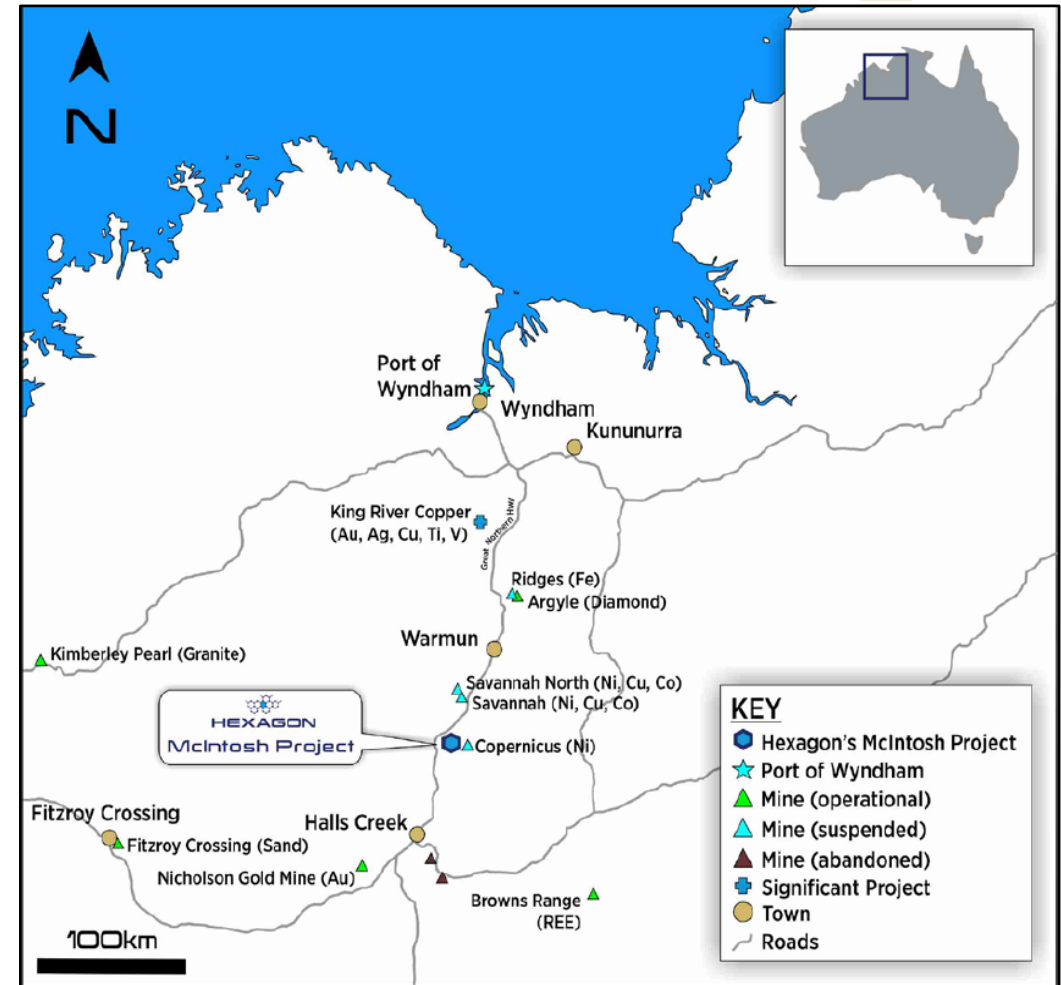 N
Port of
Wyndham
Wyndham
Kununurra
King River Copper
(Au, Ag, Cu, Ti, V)
Great Northern Hwy
Ridges (Fe)
Argyle (Diamond)
Warmun
Kimberley Pearl (Granite)
Savannah North (Ni, Cu, Co)
Savannah (Ni, Cu, Co)
HEXAGON
McIntosh Project
Copernicus (Ni)
Fitzroy Crossing
Fitzroy Crossing (Sand)
Halls Creek
Nicholson Gold Mine (Au)
Browns Range
(REE)
100km
KEY
Hexagon's McIntosh Project
Port of Wyndham
Mine (operational)
Mine (suspended)
Mine (abandoned)
Significant Project
Town
Roads